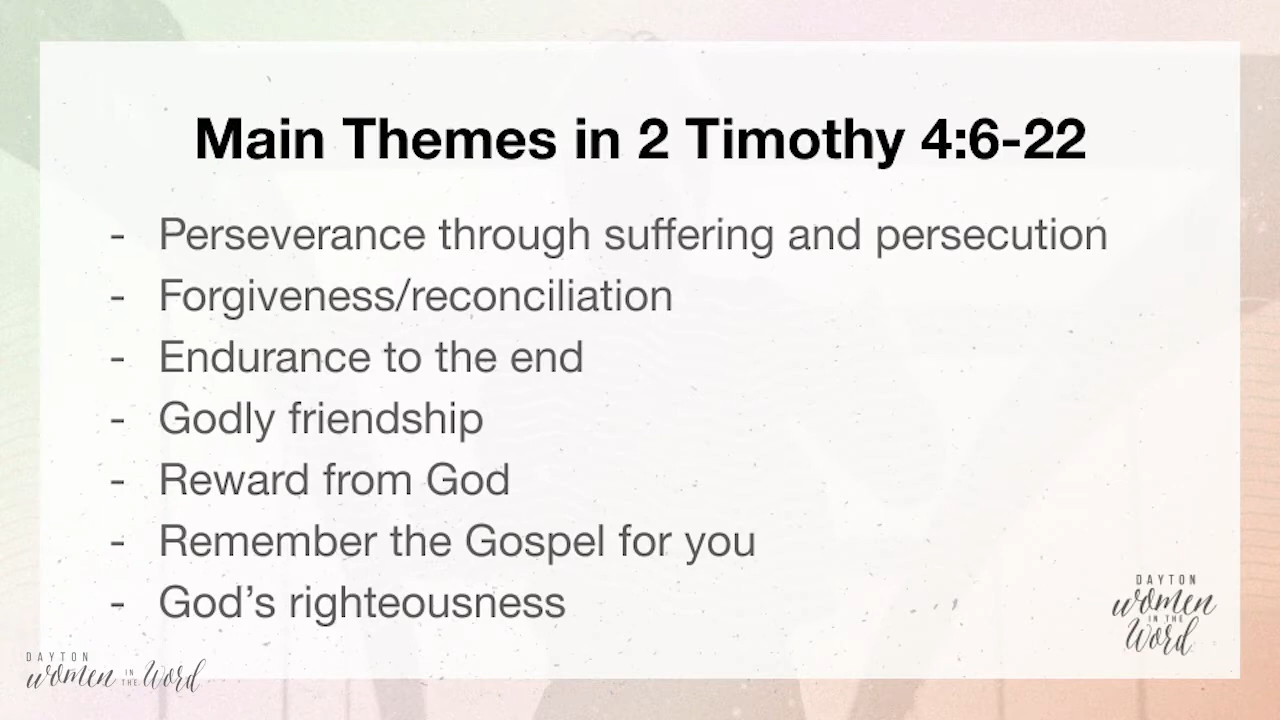 Main Themes in 2 Timothy 4:6-22
- Perseverance through suffering and persecution
- Forgiveness/reconciliation
- Endurance to the end
- Godly friendship
- Reward from God
- Remember the Gospel for you
- God’s righteousness
DAYTON
women
IN THE
Word
DAYTON
women IN THE Word